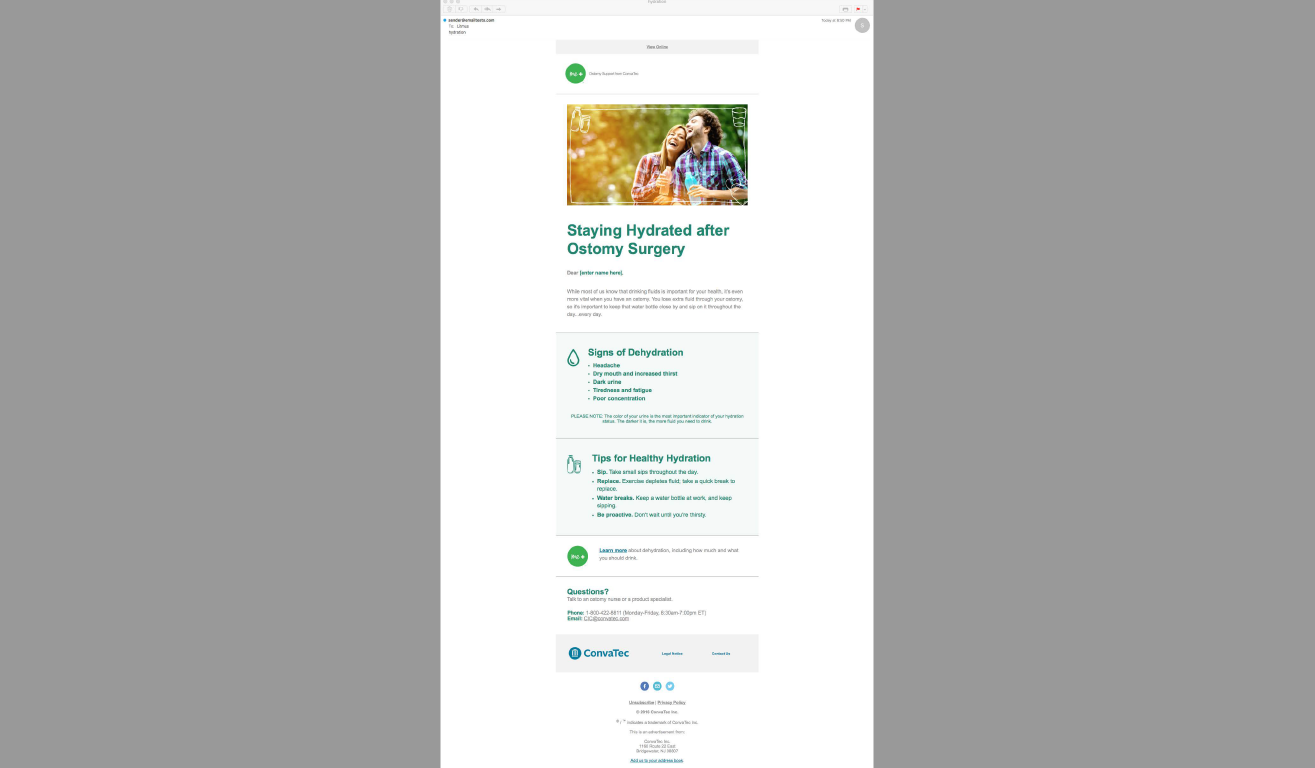 hydration
sender@emailtests.com
Today at 9:00 PM
To: Litmus
hydration
S
View Online
me+
Ostomy Support from ConvaTec
Staying Hydrated after
Ostomy Surgery
Dear [enter name here],
While most of us know that drinking fluids is important for your health, it's even
more vital when you have an ostomy. You lose extra fluid through your ostomy,
so it's important to keep that water bottle close by and sip on it throughout the
day...every day.
Signs of Dehydration
• Headache
• Dry mouth and increased thirst
• Dark urine
• Tiredness and fatigue
• Poor concentration
PLEASE NOTE: The color of your urine is the most important indicator of your hydration
status. The darker it is, the more fluid you need to drink.
Tips for Healthy Hydration
• Sip. Take small sips throughout the day.
• Replace. Exercise depletes fluid; take a quick break to
replace.
• Water breaks. Keep a water bottle at work, and keep
sipping.
• Be proactive. Don't wait until you're thirsty.
me+
Learn more about dehydration, including how much and what
you should drink.
Questions?
Talk to an ostomy nurse or a product specialist.
Phone: 1-800-422-8811 (Monday-Friday, 8:30am-7:00pm ET)
Email: CIC@convatec.com
ConvaTec
Legal Notice
Contact Us
Unsubscribe | Privacy Policy
© 2016 ConvaTec Inc.
®/™ indicates a trademark of ConvaTec Inc.
This is an advertisement from:
ConvaTec Inc.
1160 Route 22 East
Bridgewater, NJ 08807
Add us to your address book